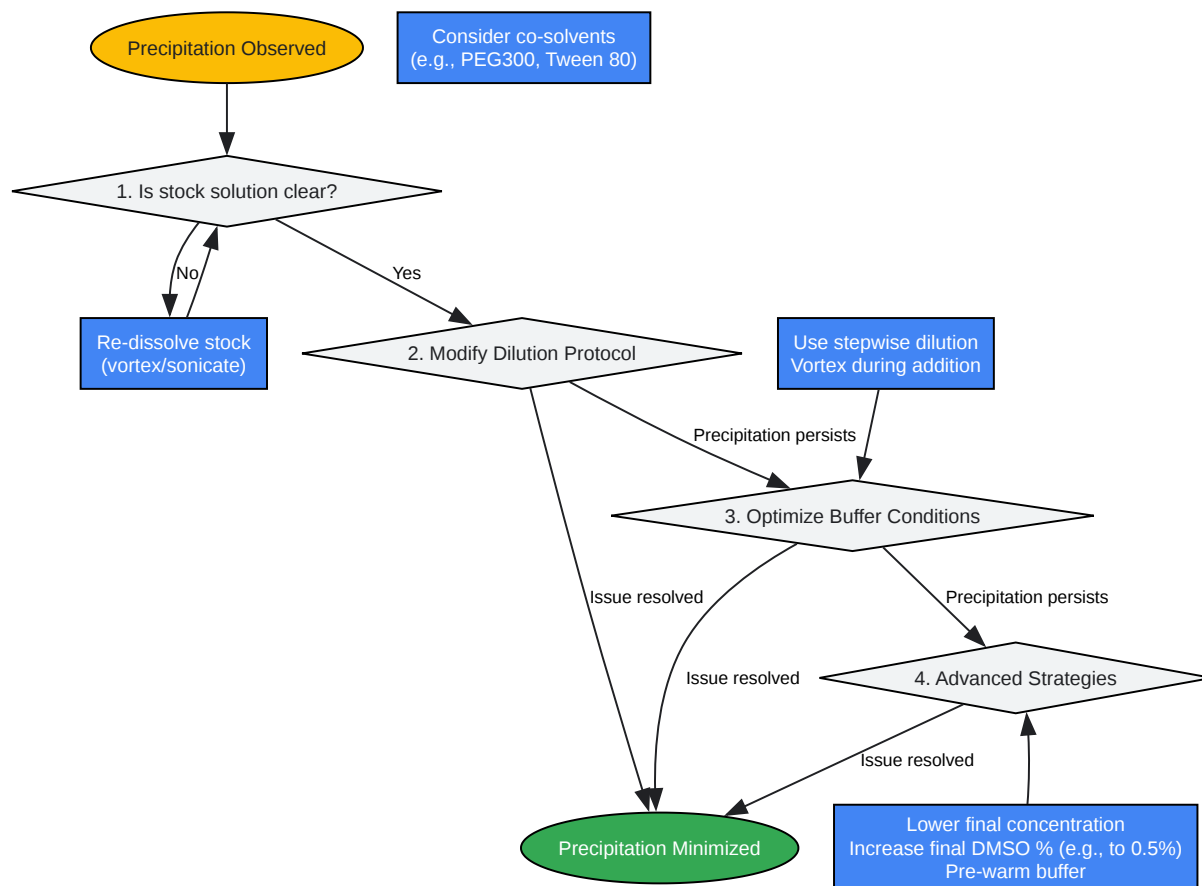 Precipitation Observed
Consider co-solvents
(e.g., PEG300, Tween 80)
1. Is stock solution clear?
No
Yes
Re-dissolve stock
(vortex/sonicate)
2. Modify Dilution Protocol
Use stepwise dilution
Vortex during addition
Precipitation persists
3. Optimize Buffer Conditions
Issue resolved
Precipitation persists
Issue resolved
4. Advanced Strategies
Issue resolved
Precipitation Minimized
Lower final concentration
Increase final DMSO % (e.g., to 0.5%)
Pre-warm buffer